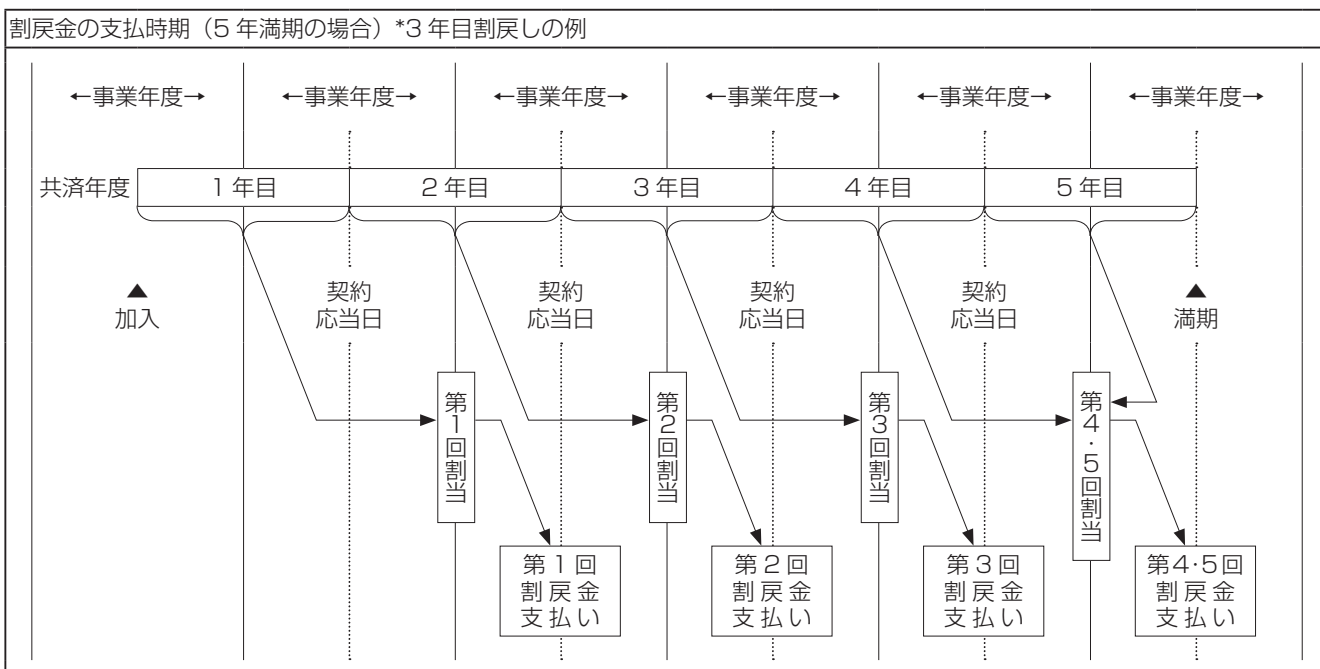 割戻金の支払時期（5年満期の場合）*3年目割戻しの例
←事業年度→ ←事業年度→ ←事業年度→ ←事業年度→ ←事業年度→ ←事業年度→
共済年度 1年目 2年目 3年目 4年目 5年目
▲ 契約 契約 契約 契約 ▲
加入 応当日 応当日 応当日 応当日 満期
第1回割当
第2回割当
第3回割当
第4・5回割当
第1回
割戻金
支払い
第2回
割戻金
支払い
第3回
割戻金
支払い
第4・5回
割戻金
支払い